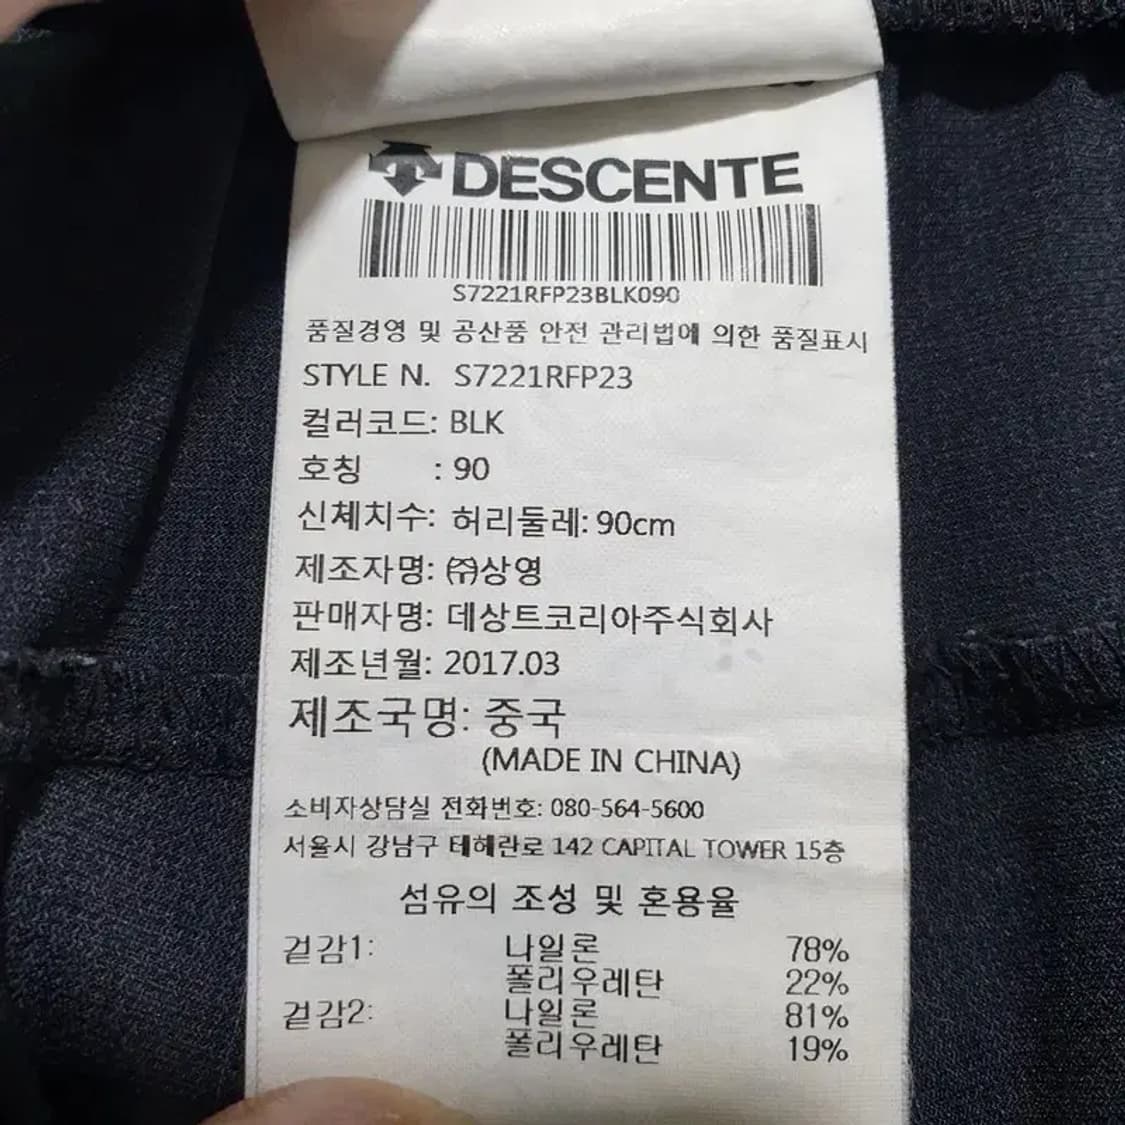 DESCENTE
S7221RFP23BLK090
품질경영 및 공산품 안전 관리법에 의한 품질표시
STYLE N. S7221RFP23
컬러코드: BLK
호칭 : 90
신체치수: 허리둘레: 90cm
제조자명: ㈜상영
판매자명: 데상트코리아주식회사
제조년월: 2017.03
제조국명: 중국
(MADE IN CHINA)
소비자상담실 전화번호: 080-564-5600
서울시 강남구 테헤란로 142 CAPITAL TOWER 15층
섬유의 조성 및 혼용율
겉감1: 나일론 78%
폴리우레탄 22%
겉감2: 나일론 81%
폴리우레탄 19%